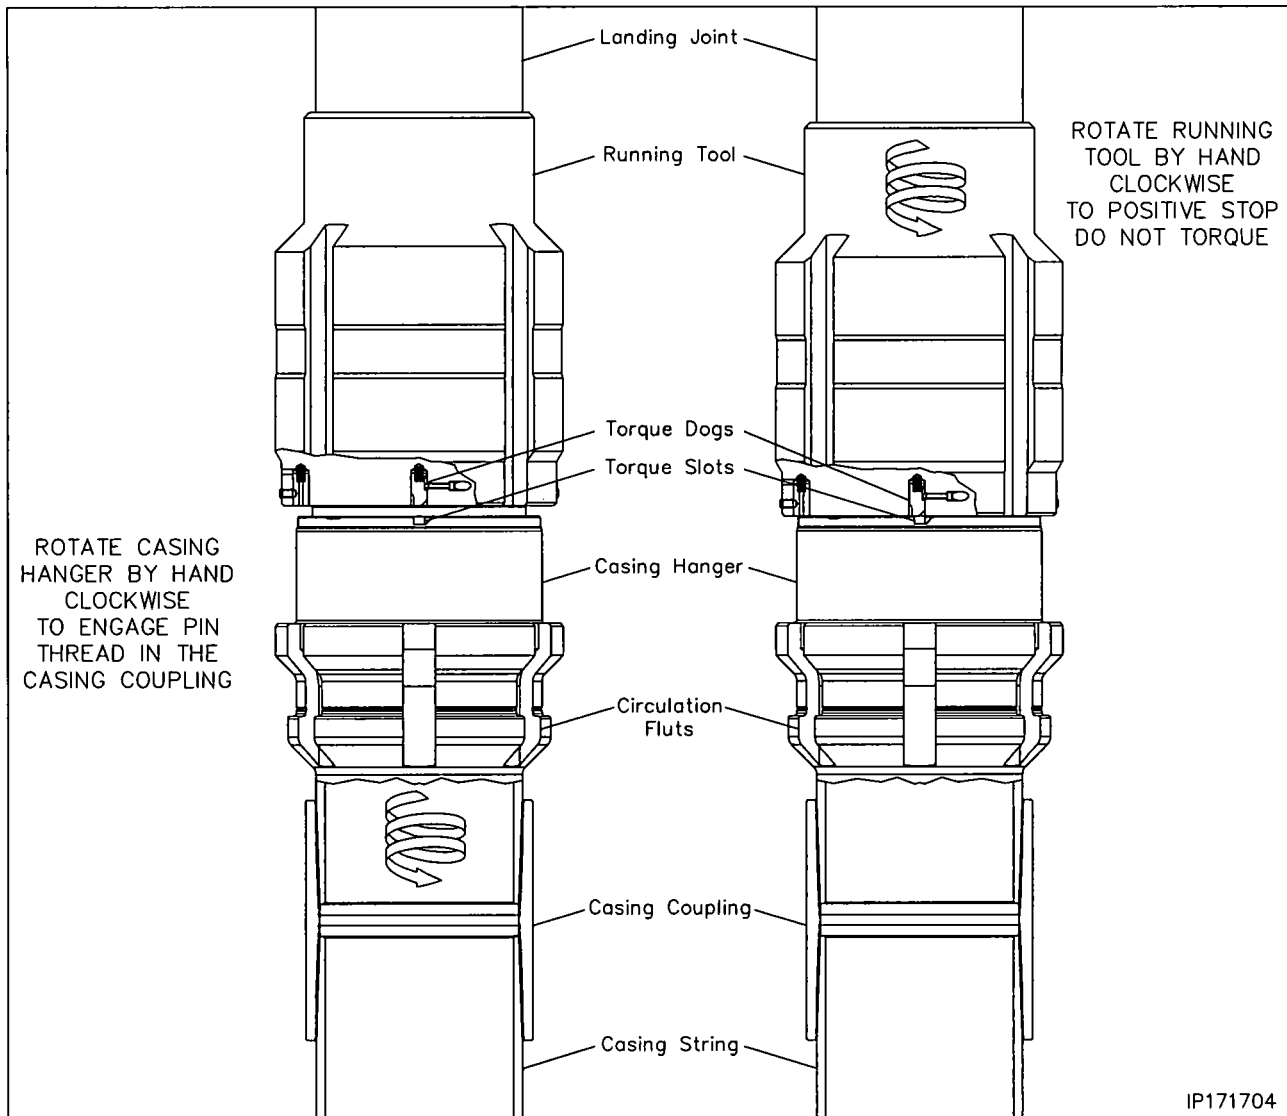 Landing Joint
Running Tool
ROTATE RUNNING
TOOL BY HAND
CLOCKWISE
TO POSITIVE STOP
DO NOT TORQUE
Torque Dogs
Torque Slots
ROTATE CASING
HANGER BY HAND
CLOCKWISE
TO ENGAGE PIN
THREAD IN THE
CASING COUPLING
Casing Hanger
Circulation
Fluts
Casing Coupling
Casing String
IP171704